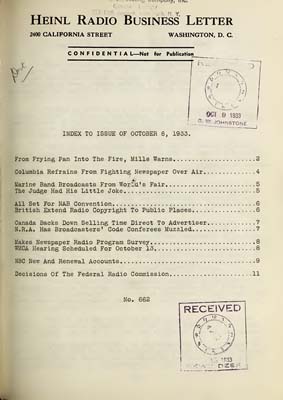 HEINL RADIO BUSINESS LETTER
2400 CALIFORNIA STREET WASHINGTON, D. C.
CONFIDENTIAL—Not for Publication
OCT 9 1933
G. W. JOHNSTONE
INDEX TO ISSUE OF OCTOBER 6, 1933.
From Frying Pan Into The Fire, Mills Warns.....2
Columbia Refrains From Fighting Newspaper Over Air.....4
Marine Band Broadcasts From World's Fair.....5
The Judge Had His Little Joke.....5
All Set For NAB Convention.....6
British Extend Radio Copyright To Public Places.....6
Canada Backs Down Selling Time Direct To Advertiser.....7
N.R.A. Has Broadcasters' Code Conferees Muzzled.....7
Makes Newspaper Radio Program Survey.....8
WMCA Hearing Scheduled For October 13.....8
NBC New And Renewal Accounts.....9
Decisions Of The Federal Radio Commission.....11
No. 662
RECEIVED
1933